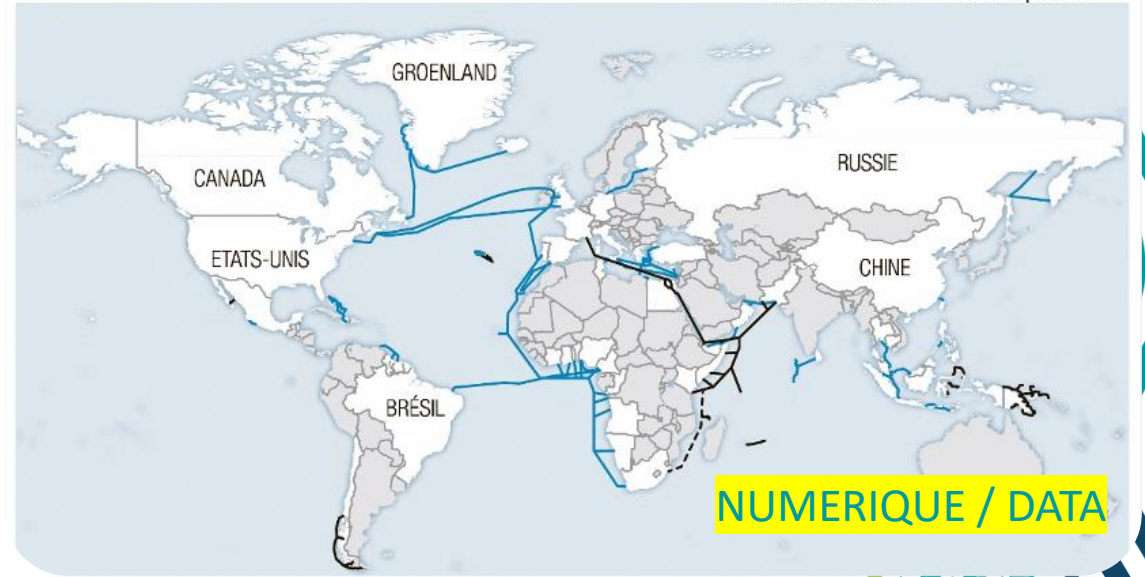 GROENLAND
RUSSIE
CANADA
ETATS-UNIS
CHINE
BRÉSIL
NUMERIQUE / DATA